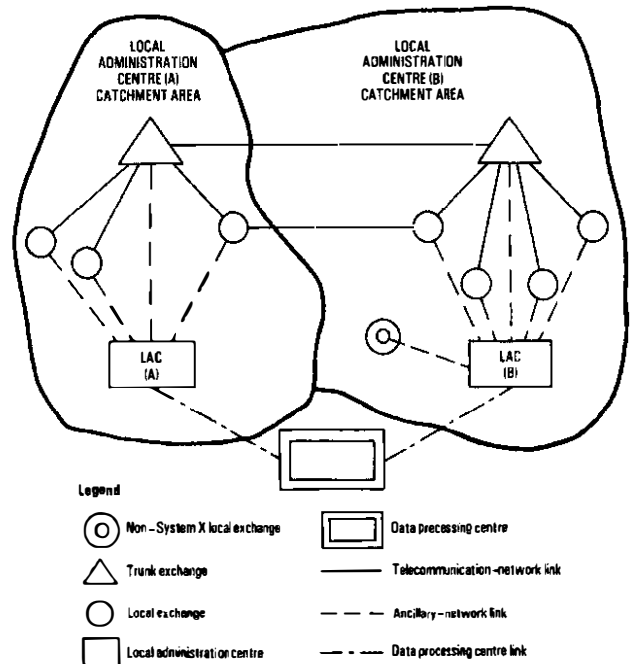 LOCAL
ADMINISTRATION
CENTRE (A)
CATCHMENT AREA
LOCAL
ADMINISTRATION
CENTRE (B)
CATCHMENT AREA
LAC
(A)
LAC
(B)
Legend
Non-System X local exchange
Data precessing centre
Trunk exchange
Telecommunication-network link
Local exchange
Ancillary-network link
Local administration centre
Data processing centre link